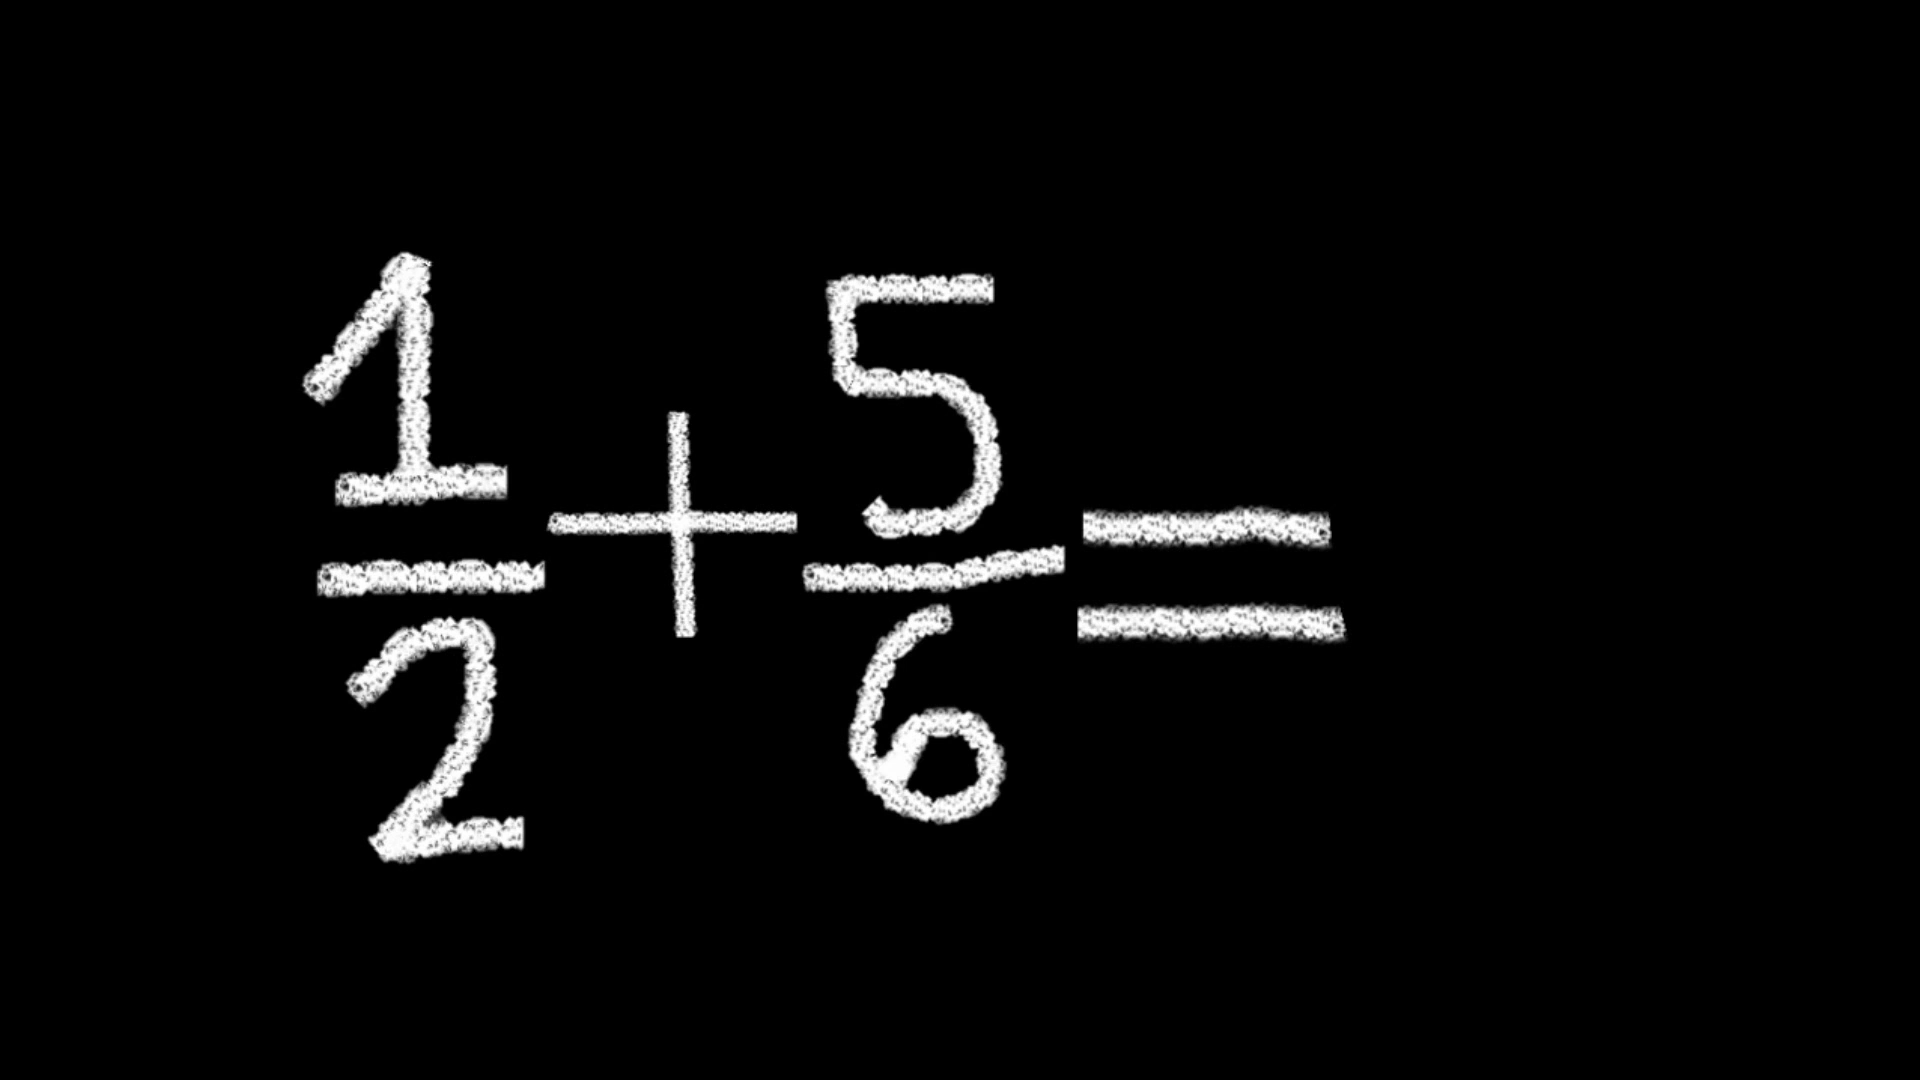 1/2 + 5/6 =